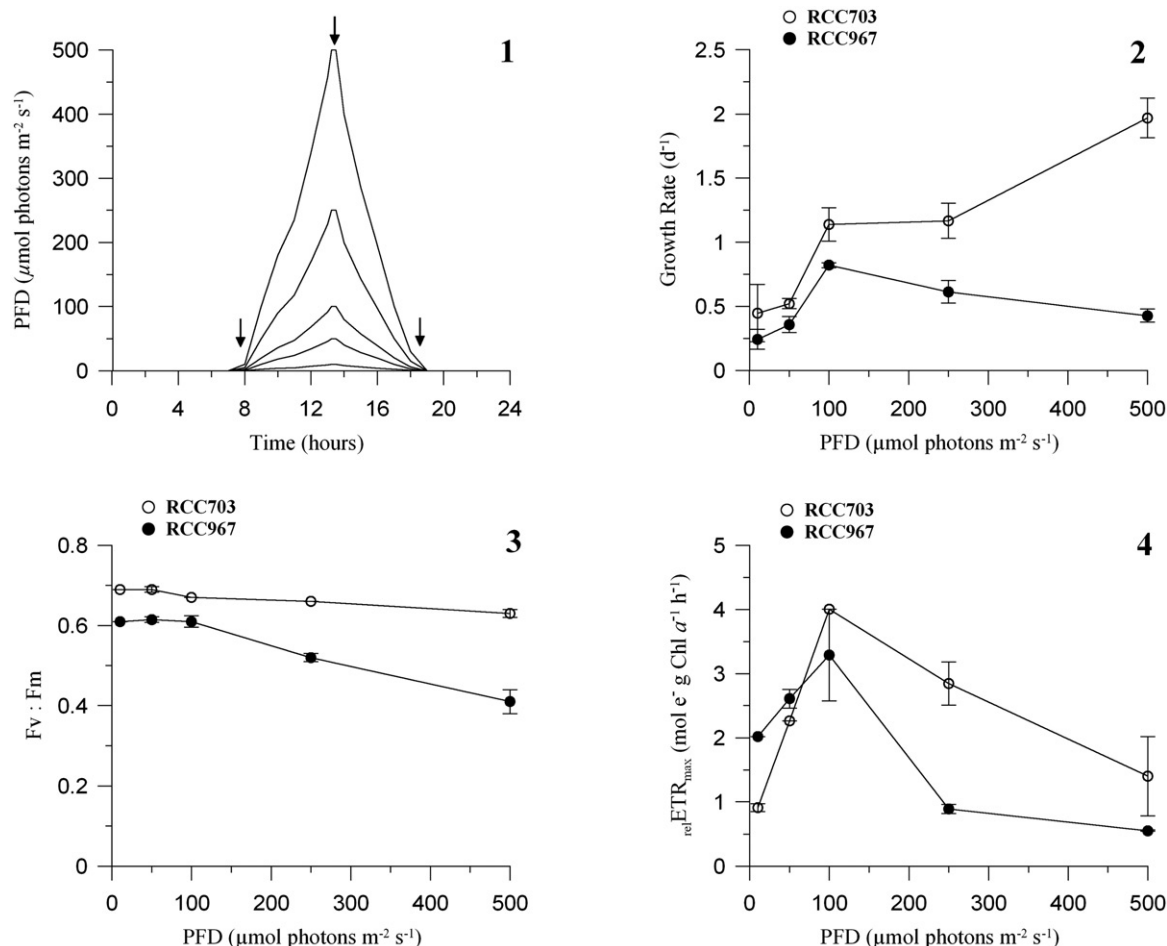 1
500
400
300
200
100
0
PFD (µmol photons m⁻² s⁻¹)
0 4 8 12 16 20 24
Time (hours)
RCC703
RCC967
2
2.5
2
1.5
1
0.5
0
Growth Rate (d⁻¹)
0 100 200 300 400 500
PFD (µmol photons m⁻² s⁻¹)
RCC703
RCC967
3
0.8
0.6
0.4
0.2
0
Fv : Fm
0 100 200 300 400 500
PFD (µmol photons m⁻² s⁻¹)
RCC703
RCC967
4
5
4
3
2
1
0
relETRmax (mol e⁻ g Chl a⁻¹ h⁻¹)
0 100 200 300 400 500
PFD (µmol photons m⁻² s⁻¹)